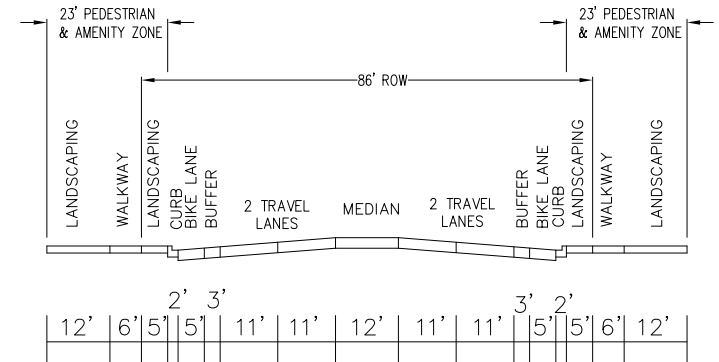 23' PEDESTRIAN
& AMENITY ZONE
23' PEDESTRIAN
& AMENITY ZONE
86' ROW
LANDSCAPING
WALKWAY
LANDSCAPING
CURB
BIKE LANE
BUFFER
2 TRAVEL
LANES
MEDIAN
2 TRAVEL
LANES
BUFFER
BIKE LANE
CURB
LANDSCAPING
WALKWAY
LANDSCAPING
2' 3' 3' 2'
12' 6' 5' 5' 11' 11' 12' 11' 11' 5' 5' 6' 12'